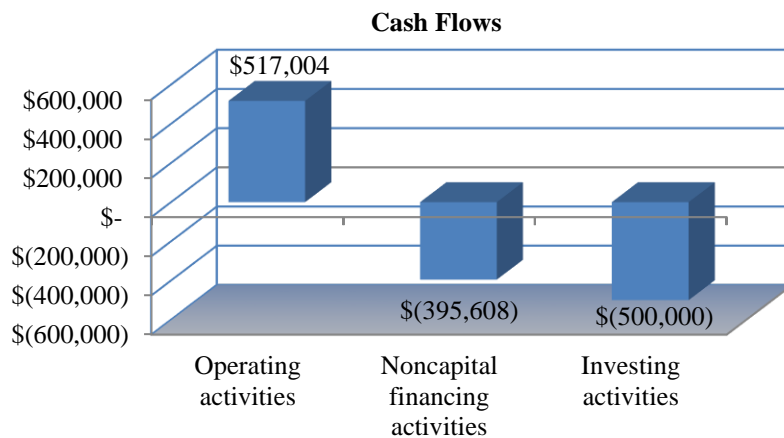 Cash Flows
$517,004
$600,000
$400,000
$200,000
$-
$(200,000)
$(400,000)
$(600,000)
$(395,608)
$(500,000)
Operating
activities
Noncapital
financing
activities
Investing
activities